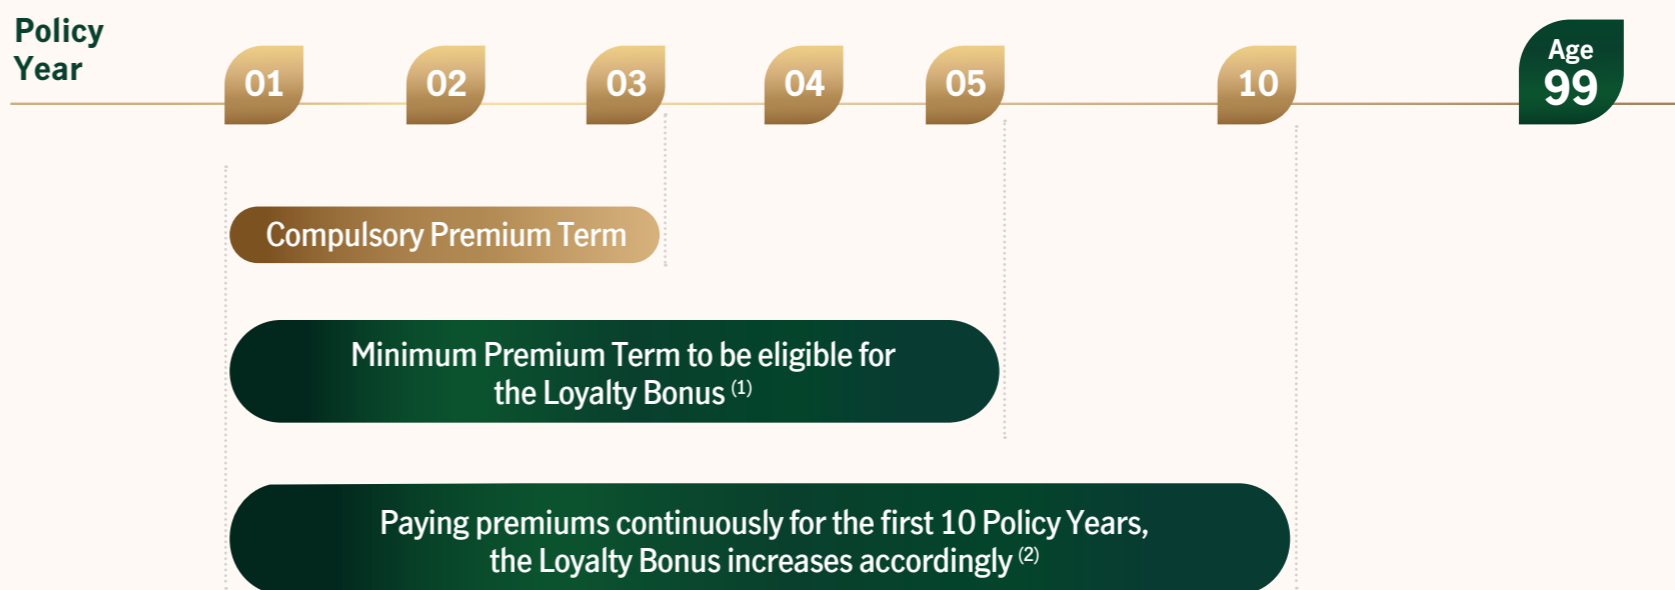 Policy
Year
01
02
03
04
05
10
Age
99
Compulsory Premium Term
Minimum Premium Term to be eligible for
the Loyalty Bonus (1)
Paying premiums continuously for the first 10 Policy Years,
the Loyalty Bonus increases accordingly (2)